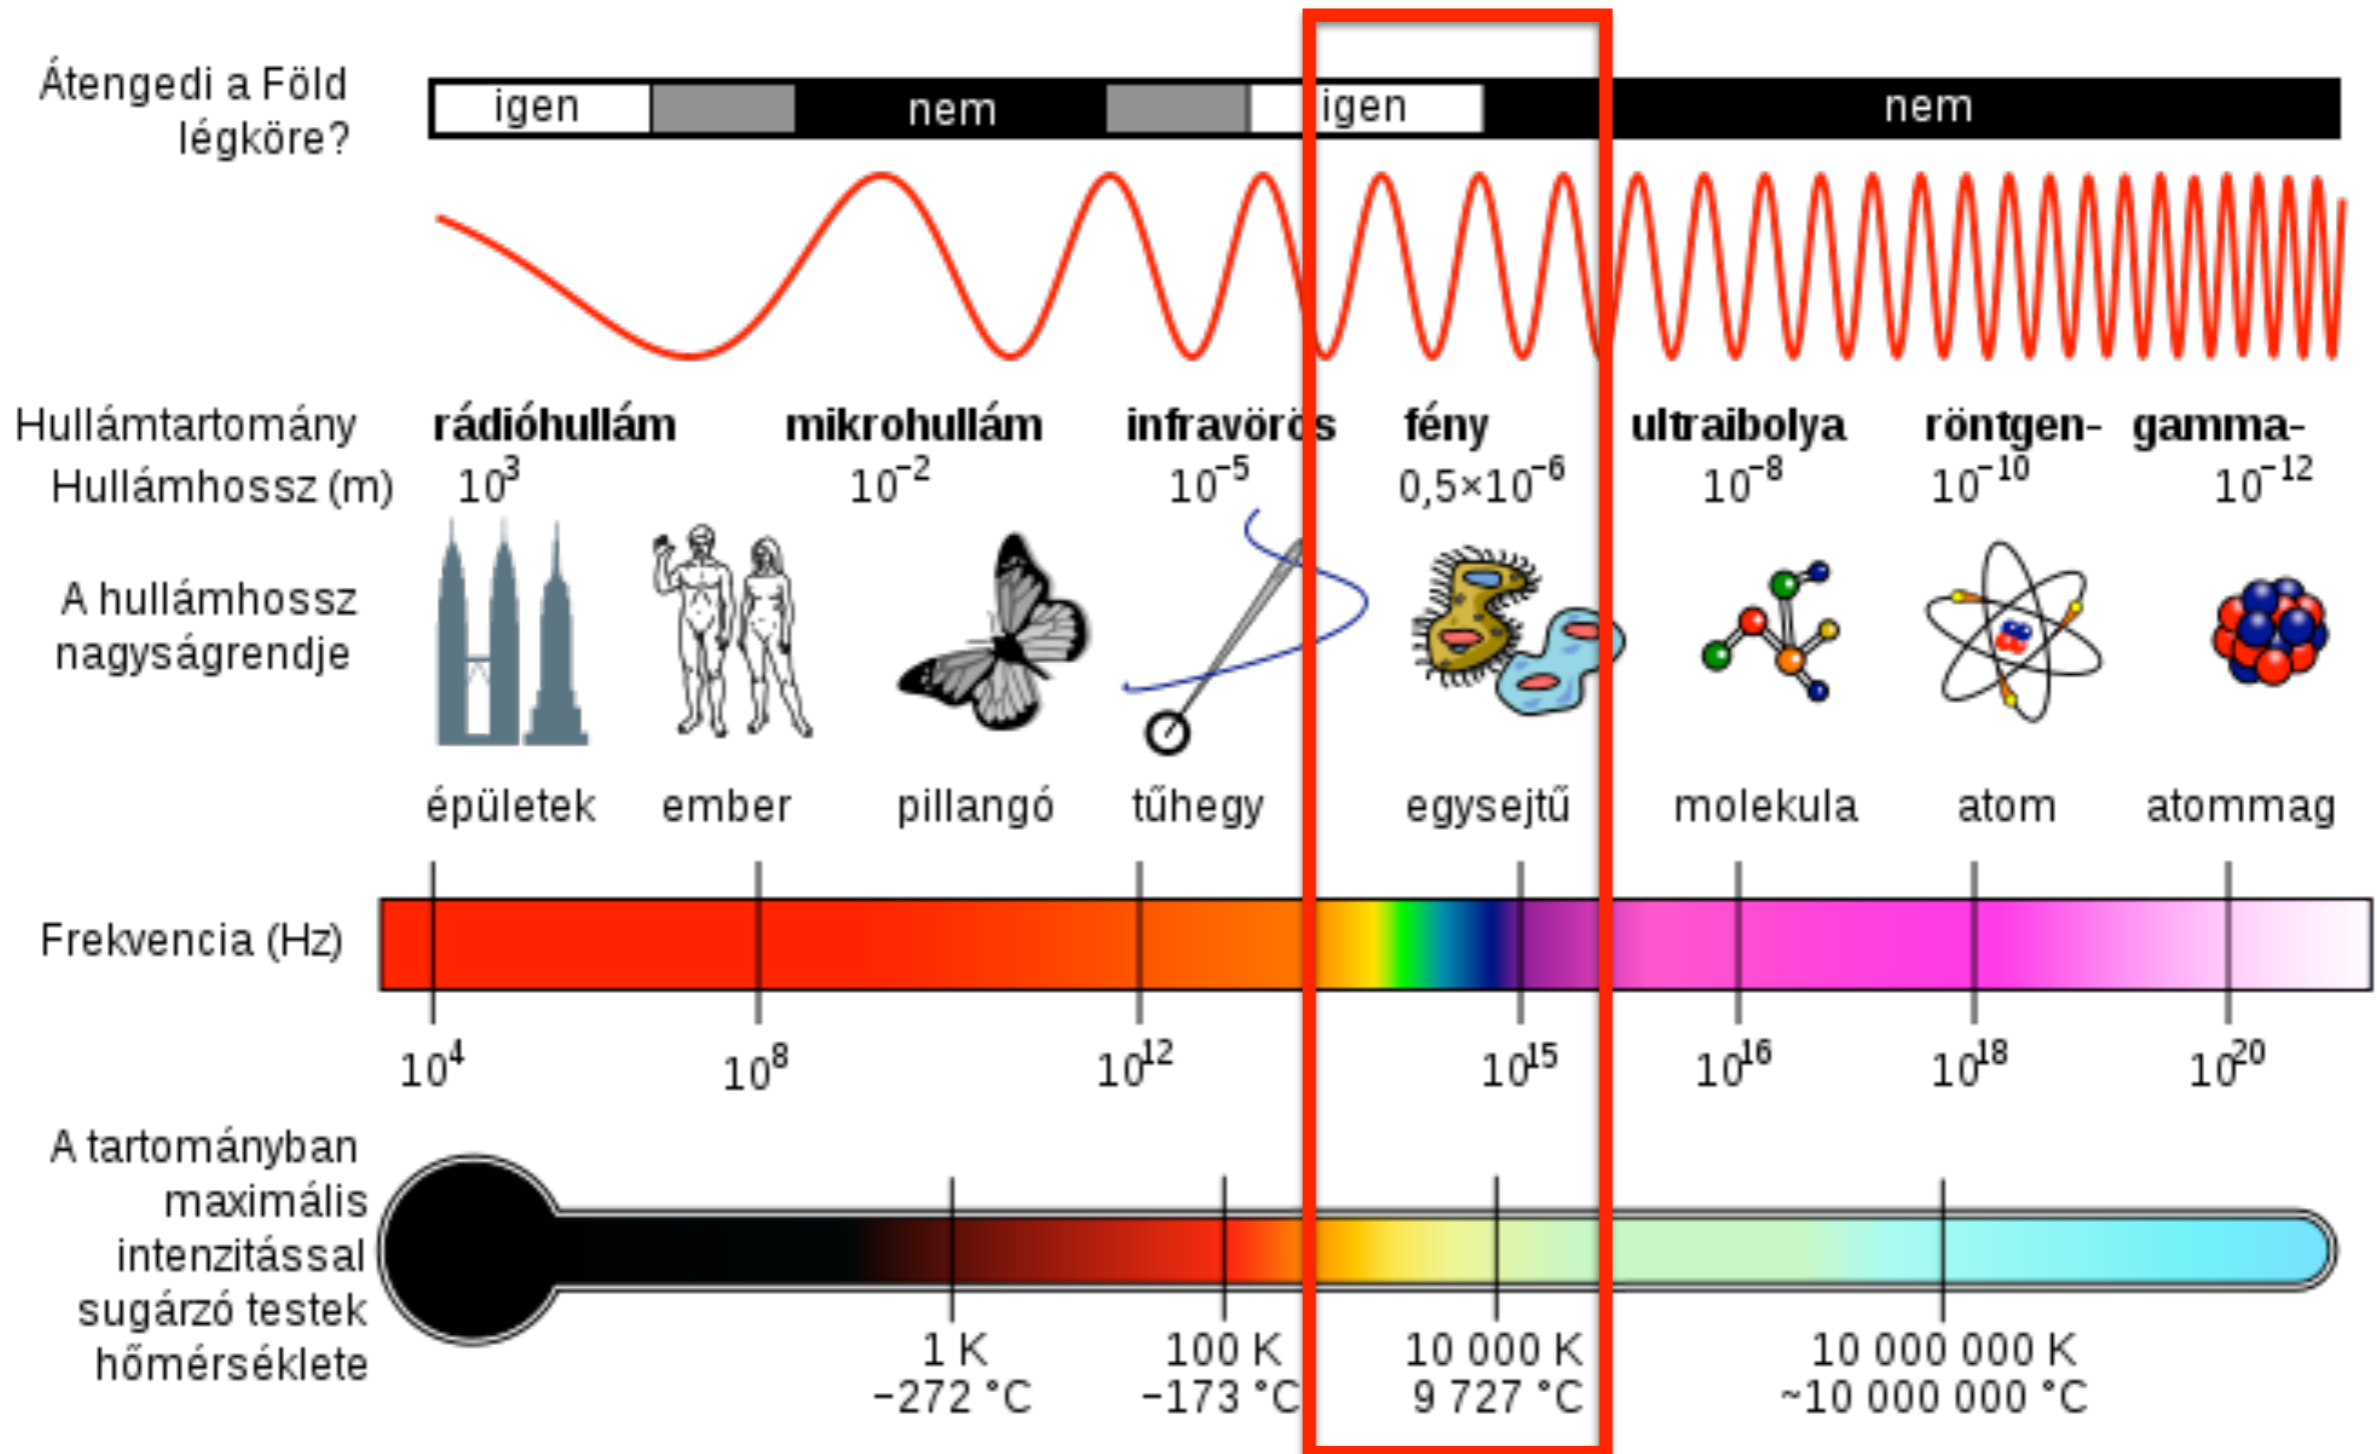 Átengedi a Föld
légköre?
igen nem igen nem
Hullámtartomány rádióhullám mikrohullám infravörös fény ultraibolya röntgen- gamma-
Hullámhossz (m) 10³ 10⁻² 10⁻⁵ 0,5×10⁻⁶ 10⁻⁸ 10⁻¹⁰ 10⁻¹²
A hullámhossz
nagyságrendje
épületek ember pillangó tűhegy egysejtű molekula atom atommag
Frekvencia (Hz)
10⁴ 10⁸ 10¹² 10¹⁵ 10¹⁶ 10¹⁸ 10²⁰
A tartományban
maximális
intenzitással
sugárzó testek
hőmérséklete
1 K 100 K 10 000 K 10 000 000 K
−272 °C −173 °C 9 727 °C ~10 000 000 °C